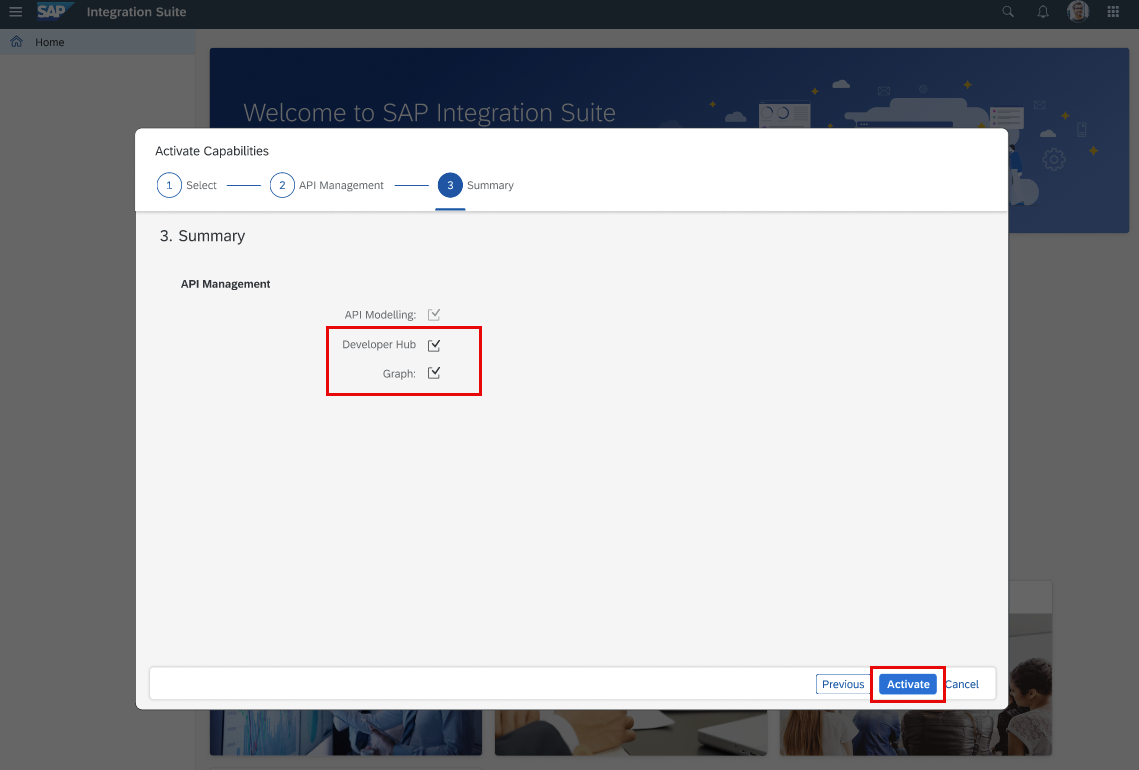 SAP Integration Suite
Home
Welcome to SAP Integration Suite
Activate Capabilities
1 Select 2 API Management 3 Summary
3. Summary
API Management
API Modelling:
Developer Hub
Graph:
Previous Activate Cancel